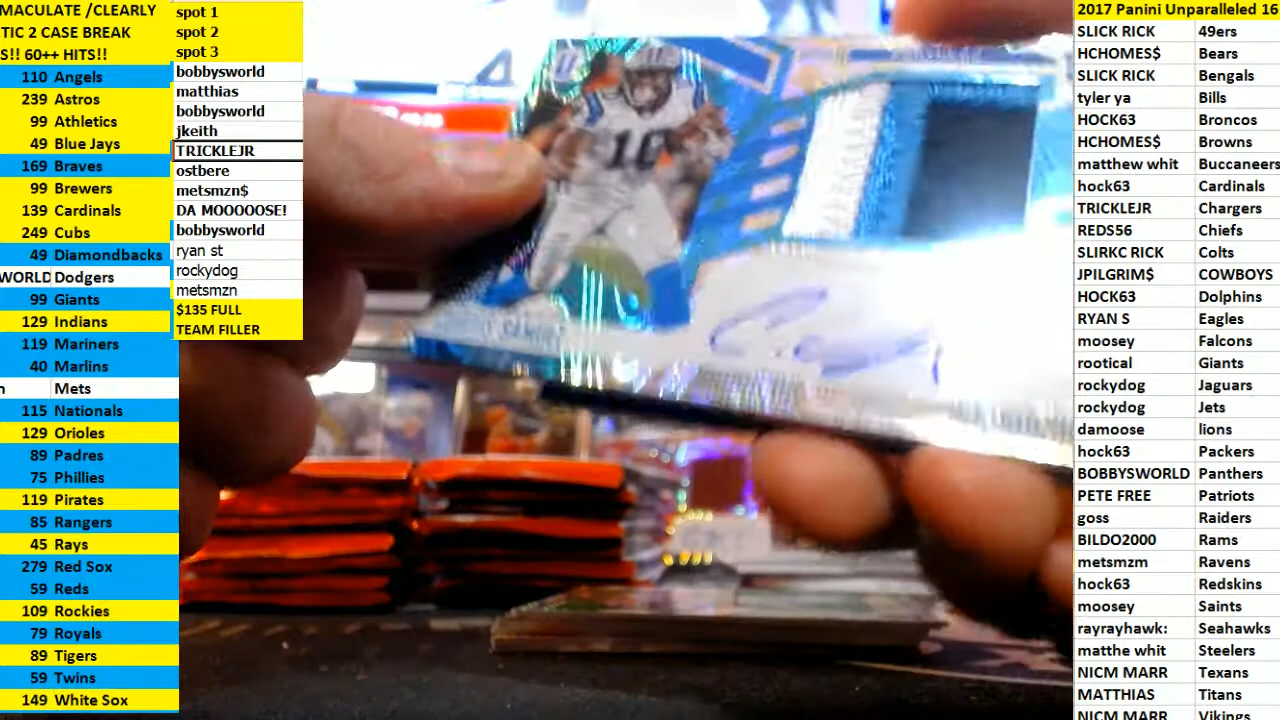 MACULATE /CLEARLY
TIC 2 CASE BREAK
S!! 60++ HITS!!
110 Angels
239 Astros
99 Athletics
49 Blue Jays
169 Braves
99 Brewers
139 Cardinals
249 Cubs
49 Diamondbacks
WORLD Dodgers
99 Giants
129 Indians
119 Mariners
40 Marlins
n Mets
115 Nationals
129 Orioles
89 Padres
75 Phillies
119 Pirates
85 Rangers
45 Rays
279 Red Sox
59 Reds
109 Rockies
79 Royals
89 Tigers
59 Twins
149 White Sox
spot 1
spot 2
spot 3
bobbysworld
matthias
bobbysworld
jkeith
TRICKLEJR
ostbere
metsmzn$
DA MOOOOOSE!
bobbysworld
ryan st
rockydog
metsmzn
$135 FULL
TEAM FILLER
10
2017 Panini Unparalleled 16
SLICK RICK 49ers
HCHOMES$ Bears
SLICK RICK Bengals
tyler ya Bills
HOCK63 Broncos
HCHOMES$ Browns
matthew whit Buccaneers
hock63 Cardinals
TRICKLEJR Chargers
REDS56 Chiefs
SLIRKC RICK Colts
JPILGRIM$ COWBOYS
HOCK63 Dolphins
RYAN S Eagles
moosey Falcons
rootical Giants
rockydog Jaguars
rockydog Jets
damoose lions
hock63 Packers
BOBBYSWORLD Panthers
PETE FREE Patriots
goss Raiders
BILDO2000 Rams
metsmzm Ravens
hock63 Redskins
moosey Saints
rayrayhawk: Seahawks
matthe whit Steelers
NICM MARR Texans
MATTHIAS Titans
NICM MARR Vikings